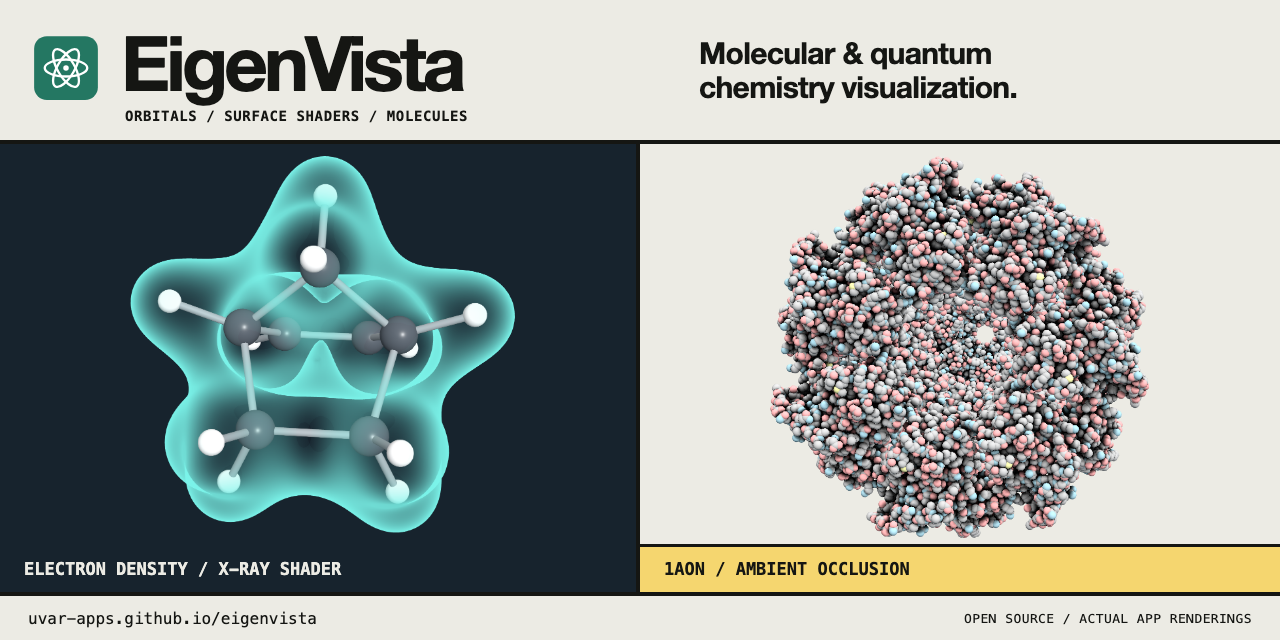 EigenVista
ORBITALS / SURFACE SHADERS / MOLECULES
Molecular & quantum
chemistry visualization.
ELECTRON DENSITY / X-RAY SHADER
1AON / AMBIENT OCCLUSION
uvar-apps.github.io/eigenvista
OPEN SOURCE / ACTUAL APP RENDERINGS